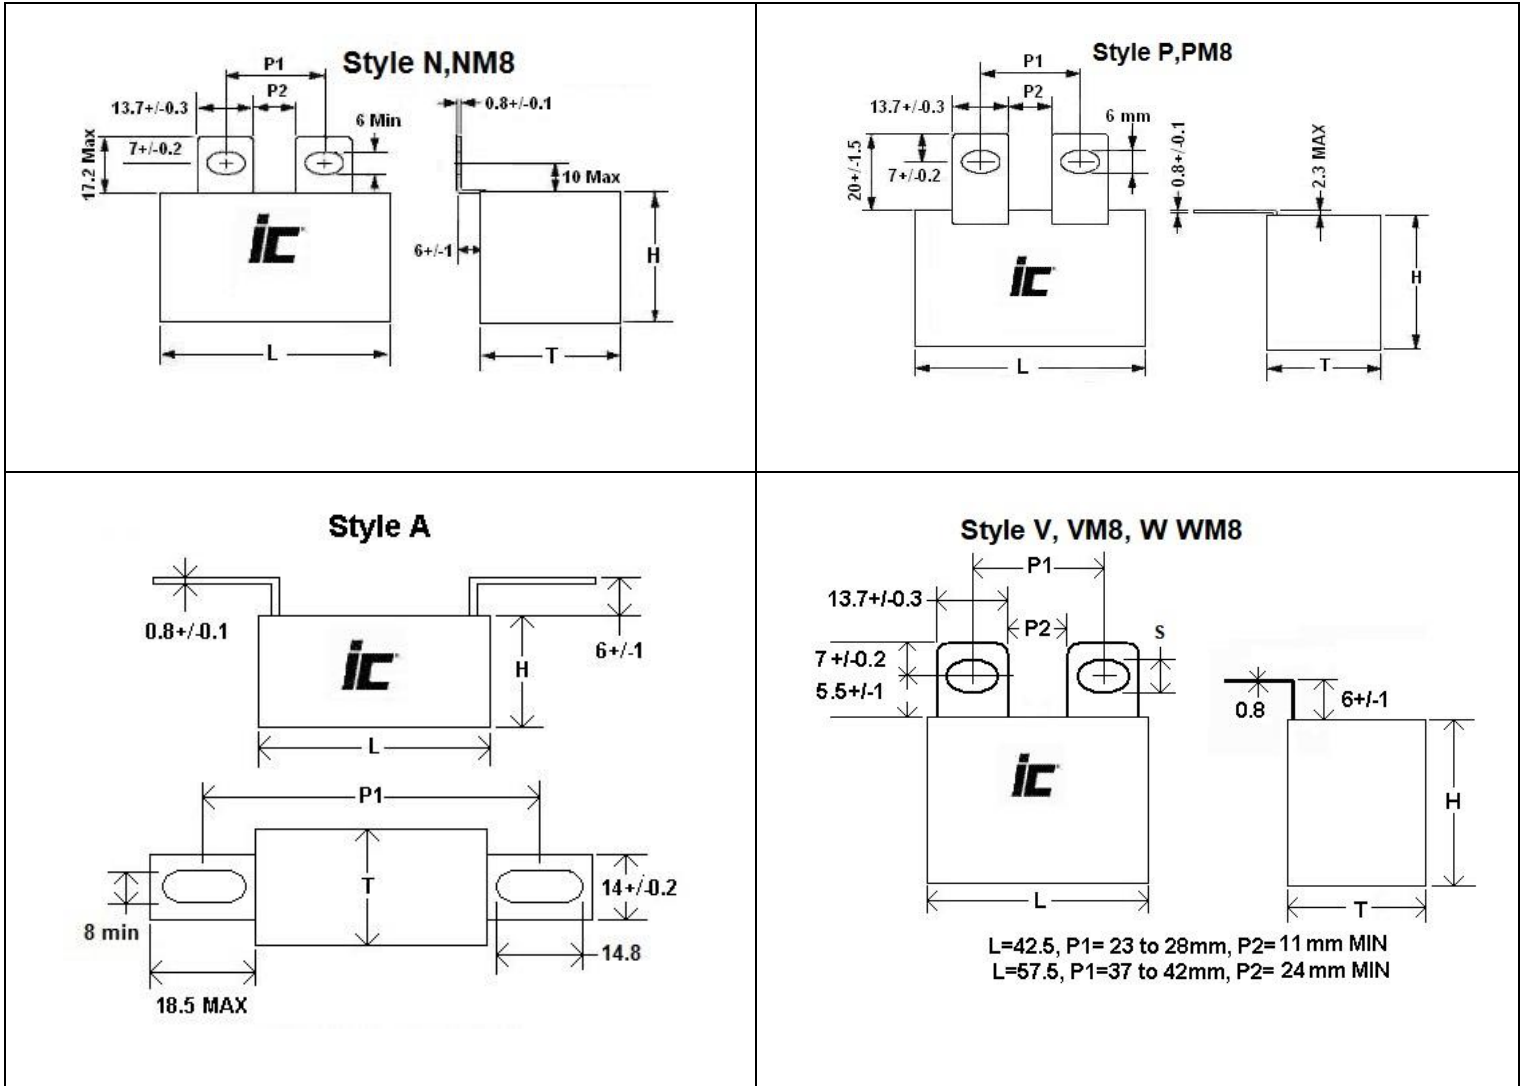 Style N,NM8
P1
P2
13.7+/-0.3
6 Min
7+/-0.2
17.2 Max
0.8+/-0.1
10 Max
6+/-1
H
ic
L
T
Style P,PM8
P1
P2
13.7+/-0.3
6 mm
7+/-0.2
20+/-1.5
0.8+/-0.1
2.3 MAX
ic
H
L
T
Style A
0.8+/-0.1
6+/-1
H
ic
L
P1
T
14+/-0.2
8 min
14.8
18.5 MAX
Style V, VM8, W WM8
P1
13.7+/-0.3
P2
S
7 +/-0.2
5.5+/-1
0.8
6+/-1
ic
H
L
T
L=42.5, P1= 23 to 28mm, P2= 11 mm MIN
L=57.5, P1=37 to 42mm, P2= 24 mm MIN